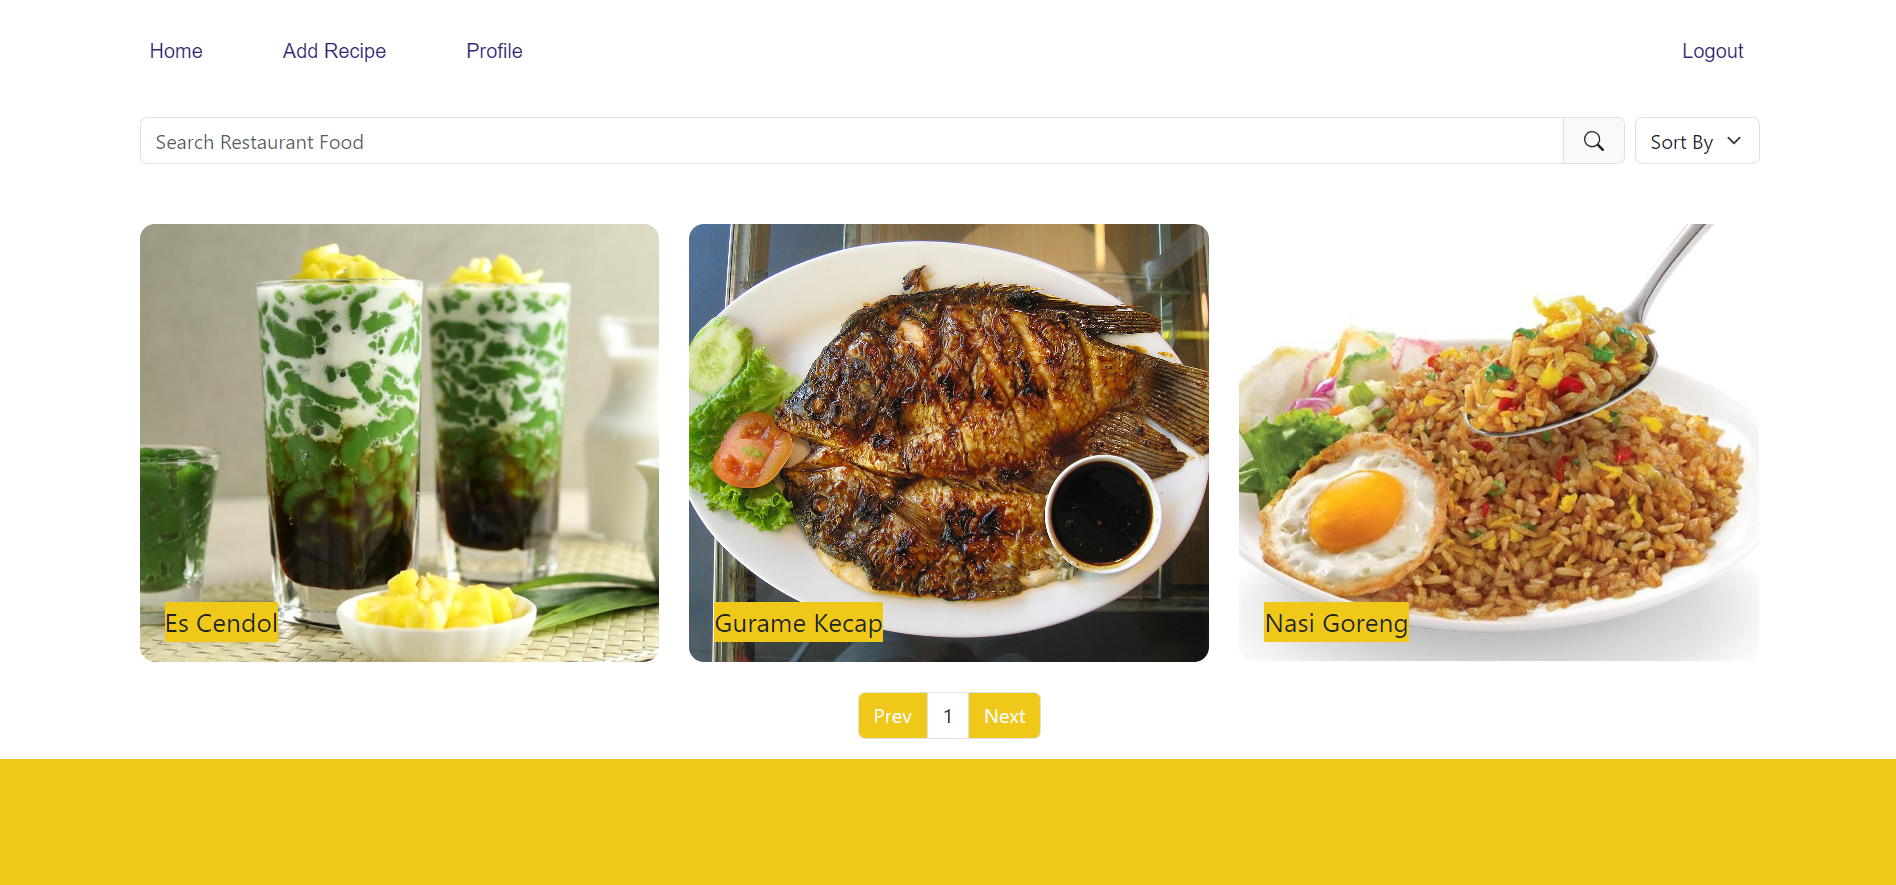 Home Add Recipe Profile Logout
Search Restaurant Food Sort By
Es Cendol
Gurame Kecap
Nasi Goreng
Prev 1 Next